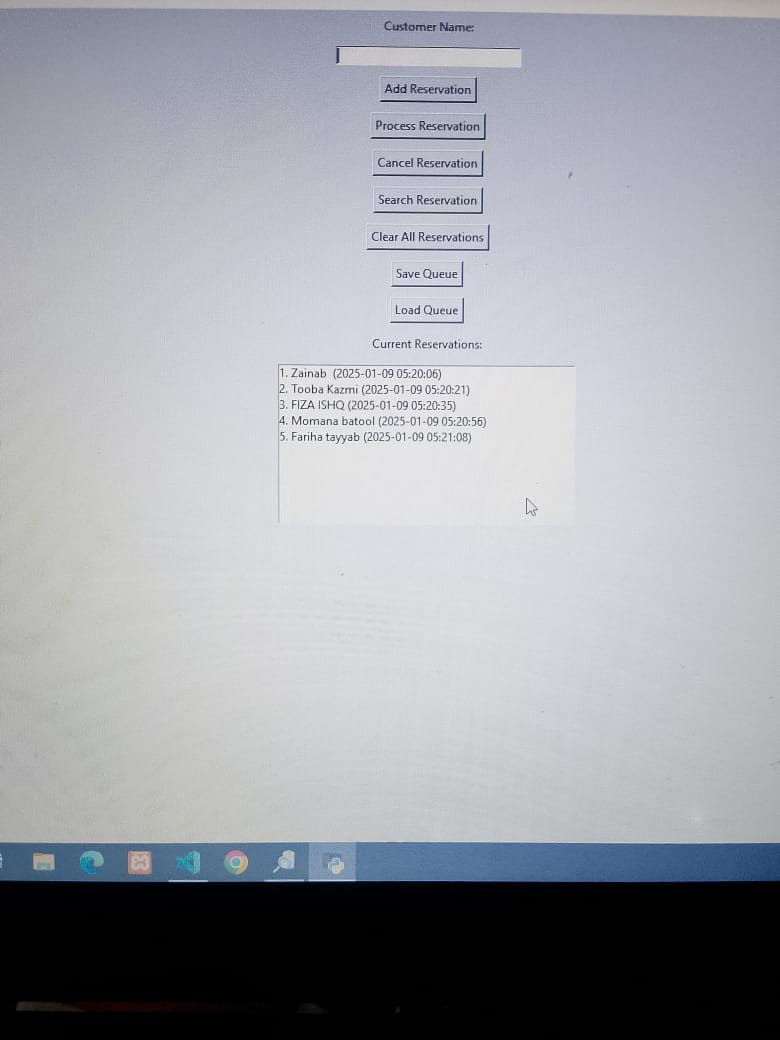 Customer Name:
Add Reservation
Process Reservation
Cancel Reservation
Search Reservation
Clear All Reservations
Save Queue
Load Queue
Current Reservations:
1. Zainab  (2025-01-09 05:20:06)
2. Tooba Kazmi (2025-01-09 05:20:21)
3. FIZA ISHQ (2025-01-09 05:20:35)
4. Momana batool (2025-01-09 05:20:56)
5. Fariha tayyab (2025-01-09 05:21:08)